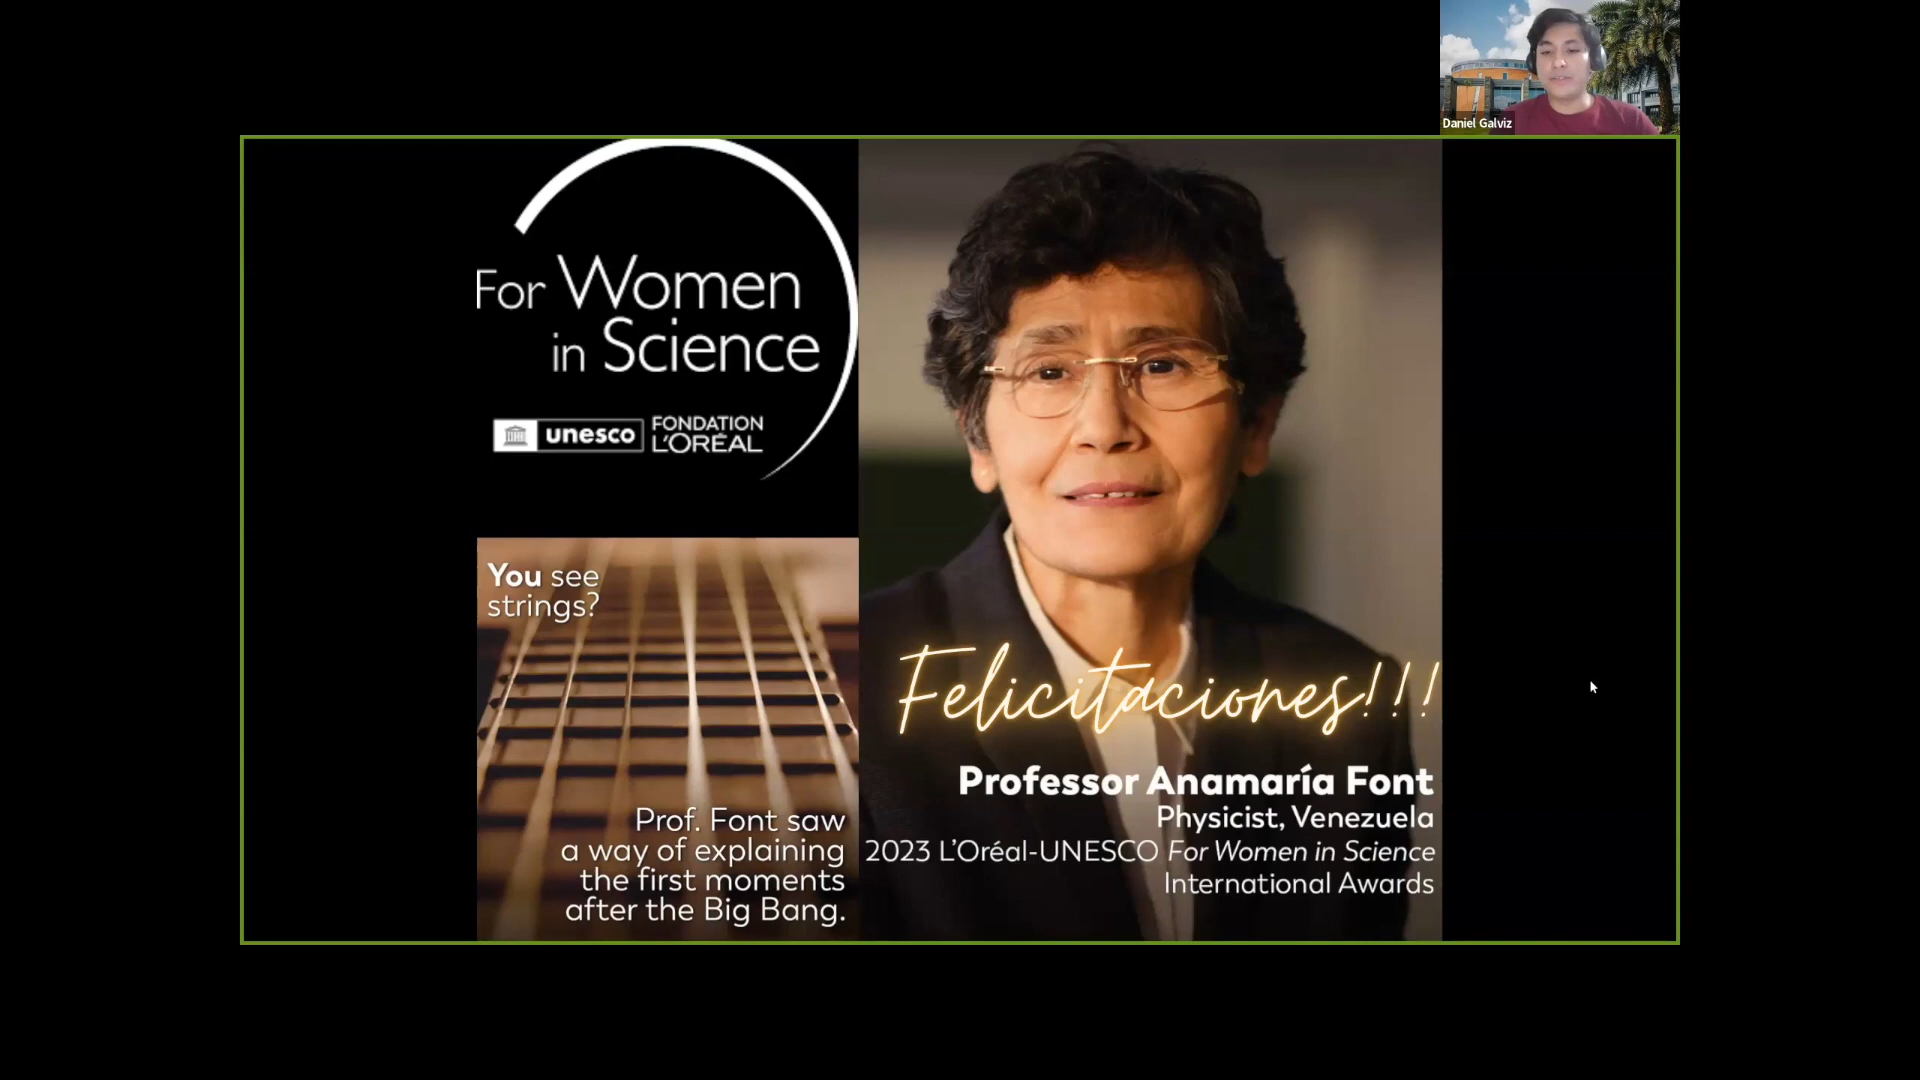 Daniel Galviz
For Women
in Science
unesco
FONDATION
L'ORÉAL
You see
strings?
Prof. Font saw
a way of explaining
the first moments
after the Big Bang.
Felicitaciones!!!
Professor Anamaría Font
Physicist, Venezuela
2023 L'Oréal-UNESCO For Women in Science
International Awards